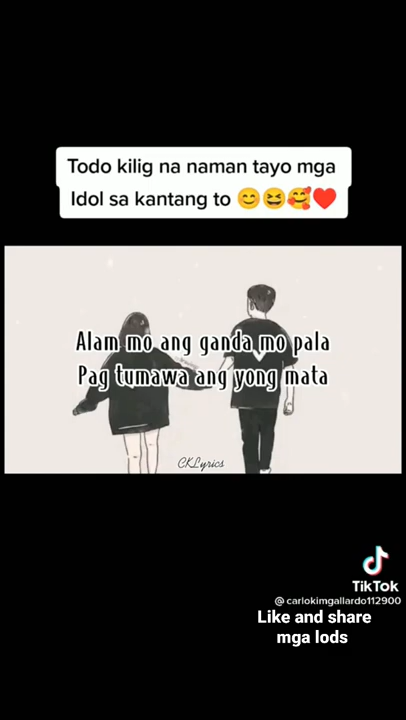 Todo kilig na naman tayo mga
Idol sa kantang to 😊😆🥰♥️
Alam mo ang ganda mo pala
Pag tumawa ang yong mata
CKLyrics
TikTok
@carlokimgallardo112900
Like and share
mga lods